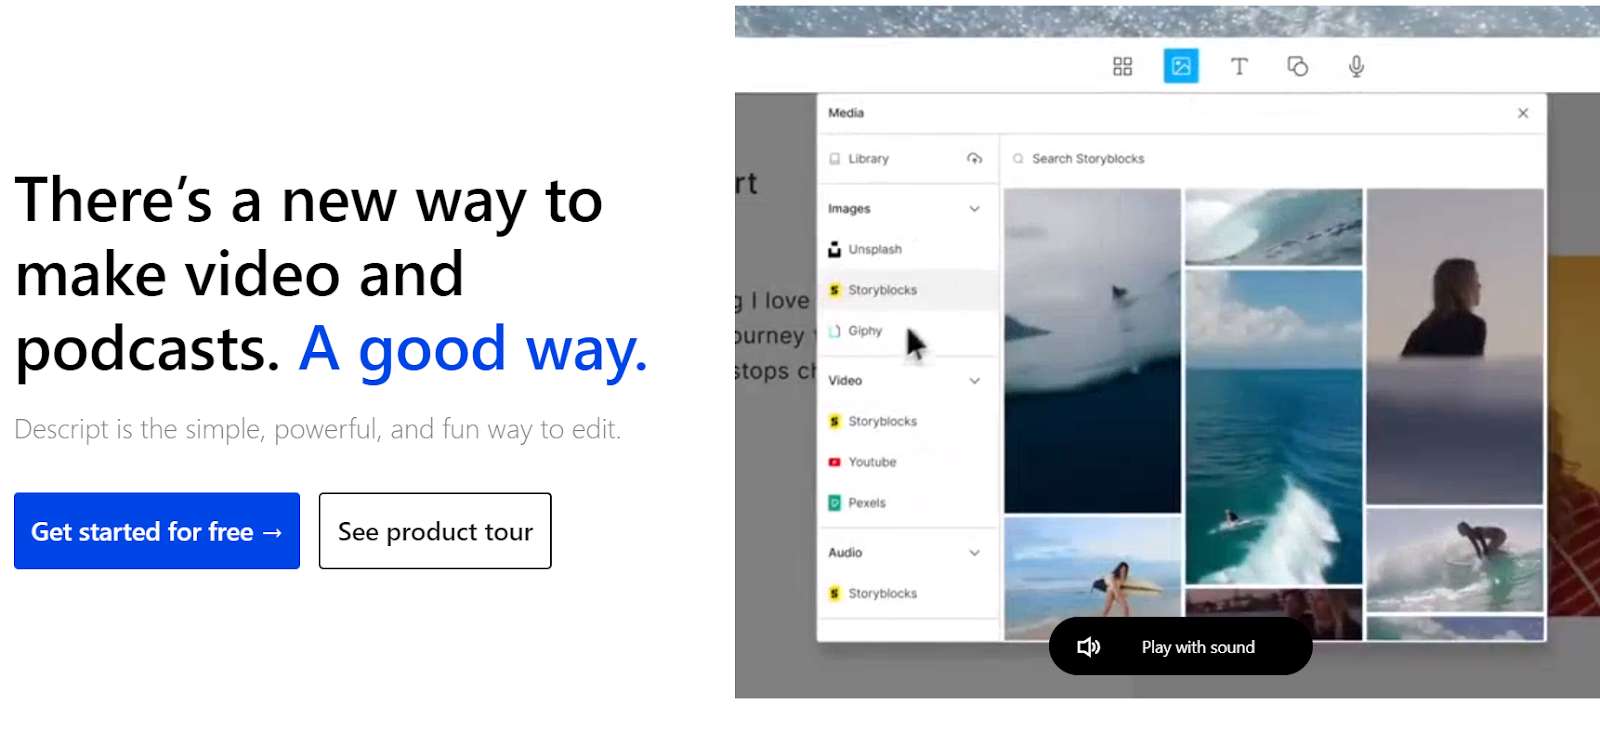 There’s a new way to
make video and
podcasts. A good way.
Descript is the simple, powerful, and fun way to edit.
Get started for free →
See product tour
Media
Library
Search Storyblocks
Images
Unsplash
Storyblocks
Giphy
Video
Storyblocks
Youtube
Pexels
Audio
Storyblocks
rt
g I love
ourney
stops ch
Play with sound